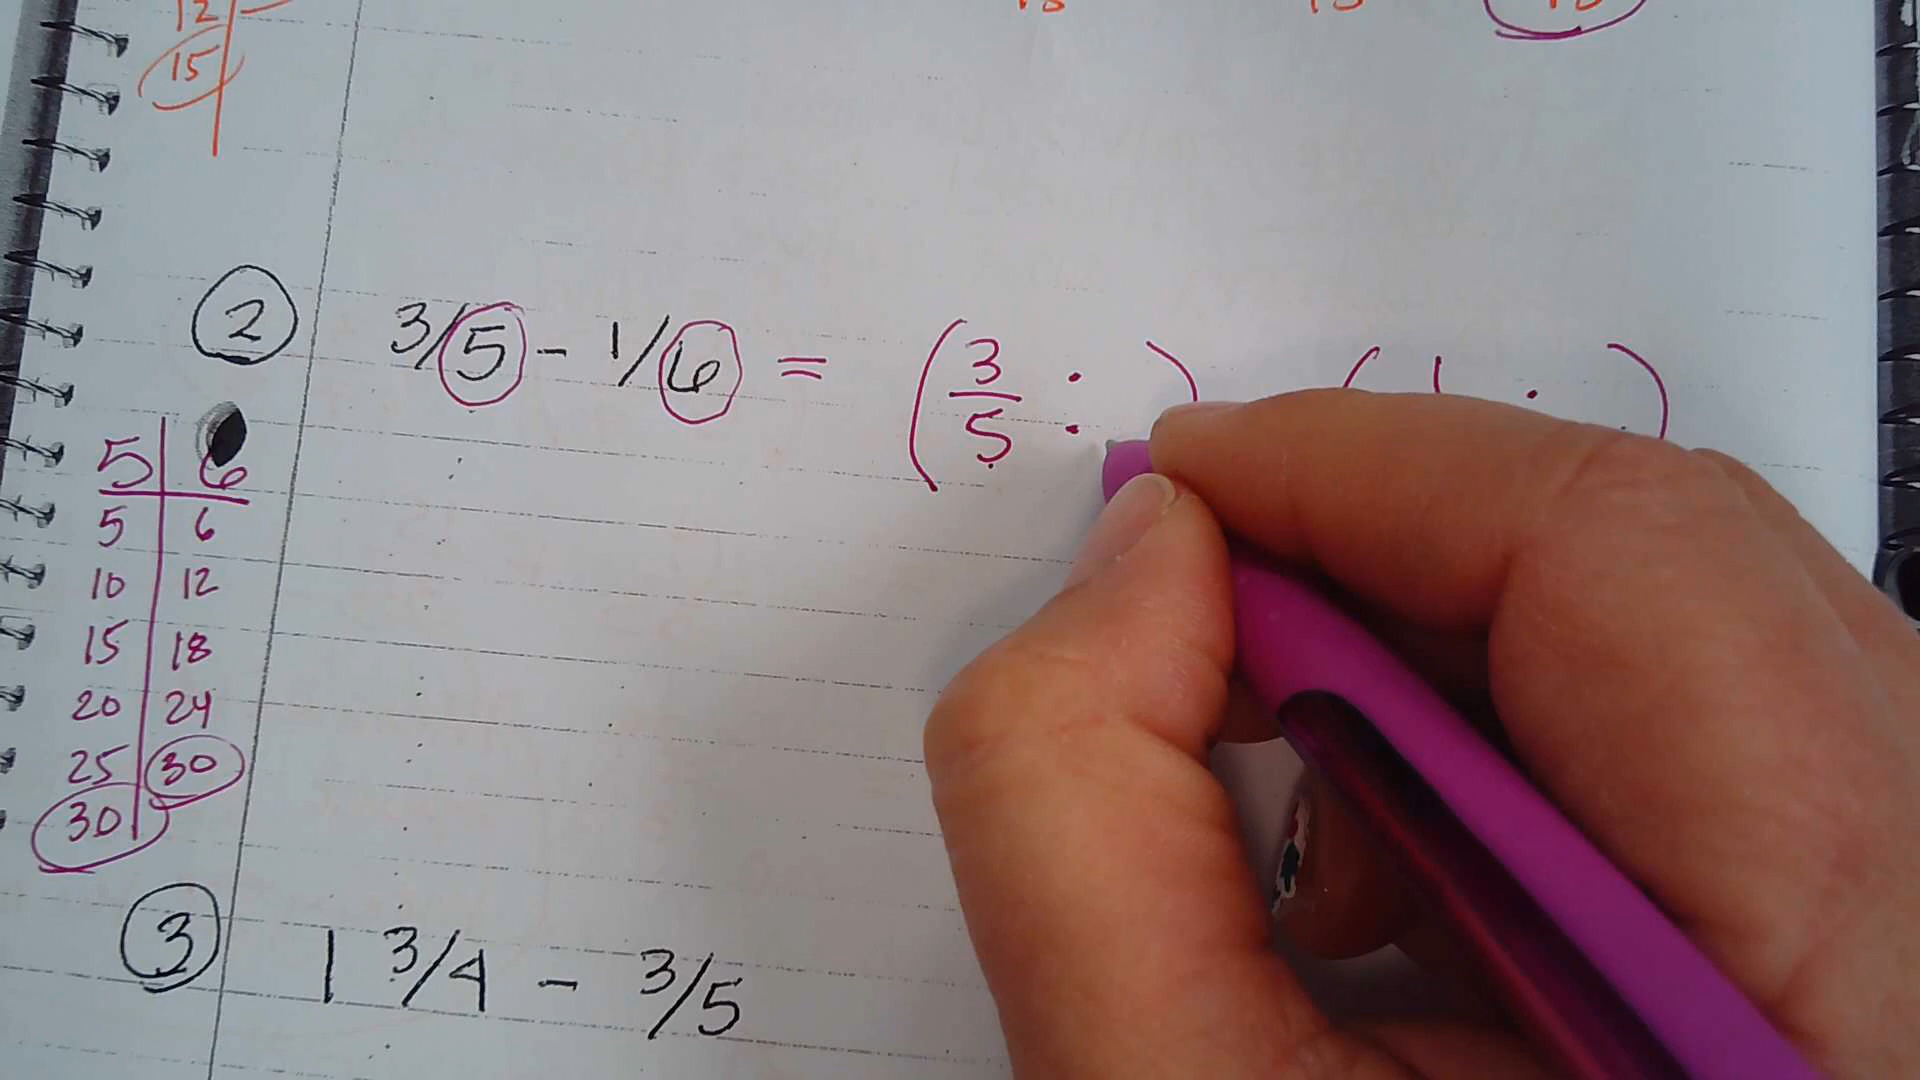 12
15
② 3/5 - 1/6 = (3/5 : ) (1 : )
5 | 6
5 | 6
10 | 12
15 | 18
20 | 24
25 | 30
30
③ 1 3/4 - 3/5